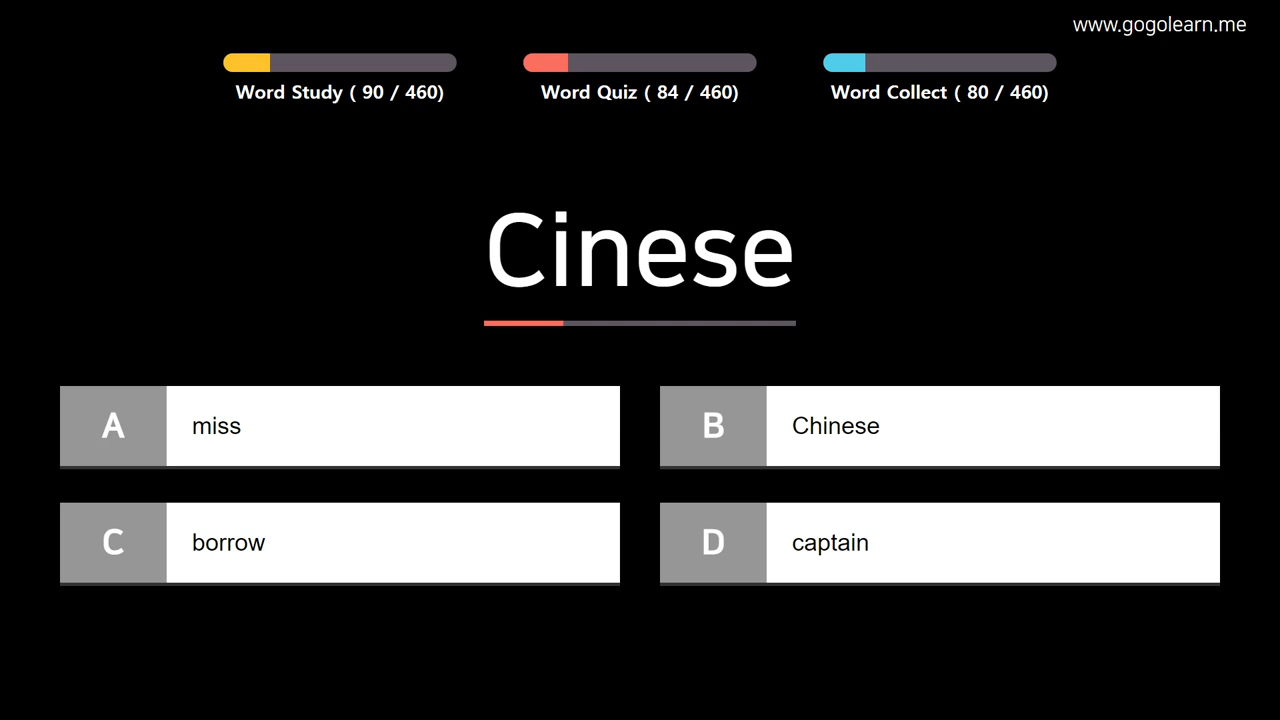 www.gogolearn.me
Word Study ( 90 / 460)
Word Quiz ( 84 / 460)
Word Collect ( 80 / 460)
Cinese
A miss
B Chinese
C borrow
D captain